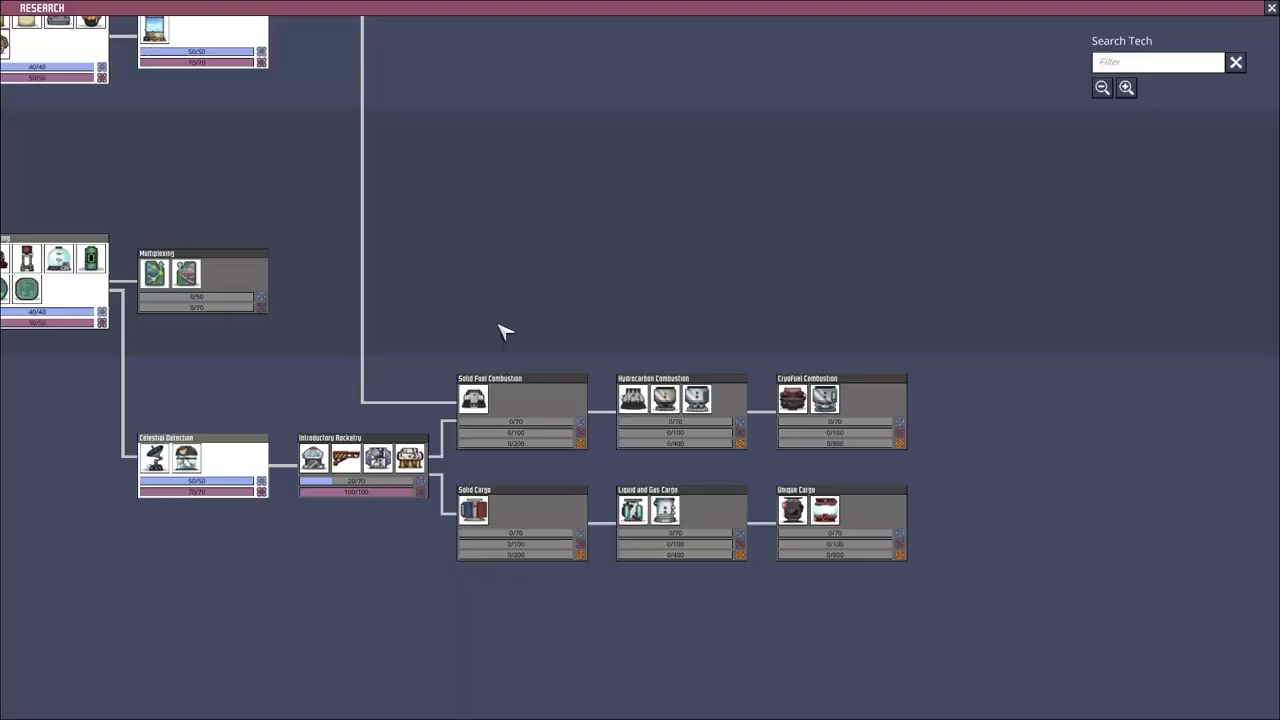 RESEARCH
Search Tech
Filter
50/50
70/70
40/40
50/50
ing
Multiplexing
0/50
0/70
40/40
50/50
Solid Fuel Combustion
0/70
0/100
0/200
Hydrocarbon Combustion
0/70
0/100
0/400
CryoFuel Combustion
0/70
0/100
0/800
Celestial Detection
50/50
70/70
Introductory Rocketry
20/70
100/100
Solid Cargo
0/70
0/100
0/200
Liquid and Gas Cargo
0/70
0/100
0/400
Unique Cargo
0/70
0/100
0/800